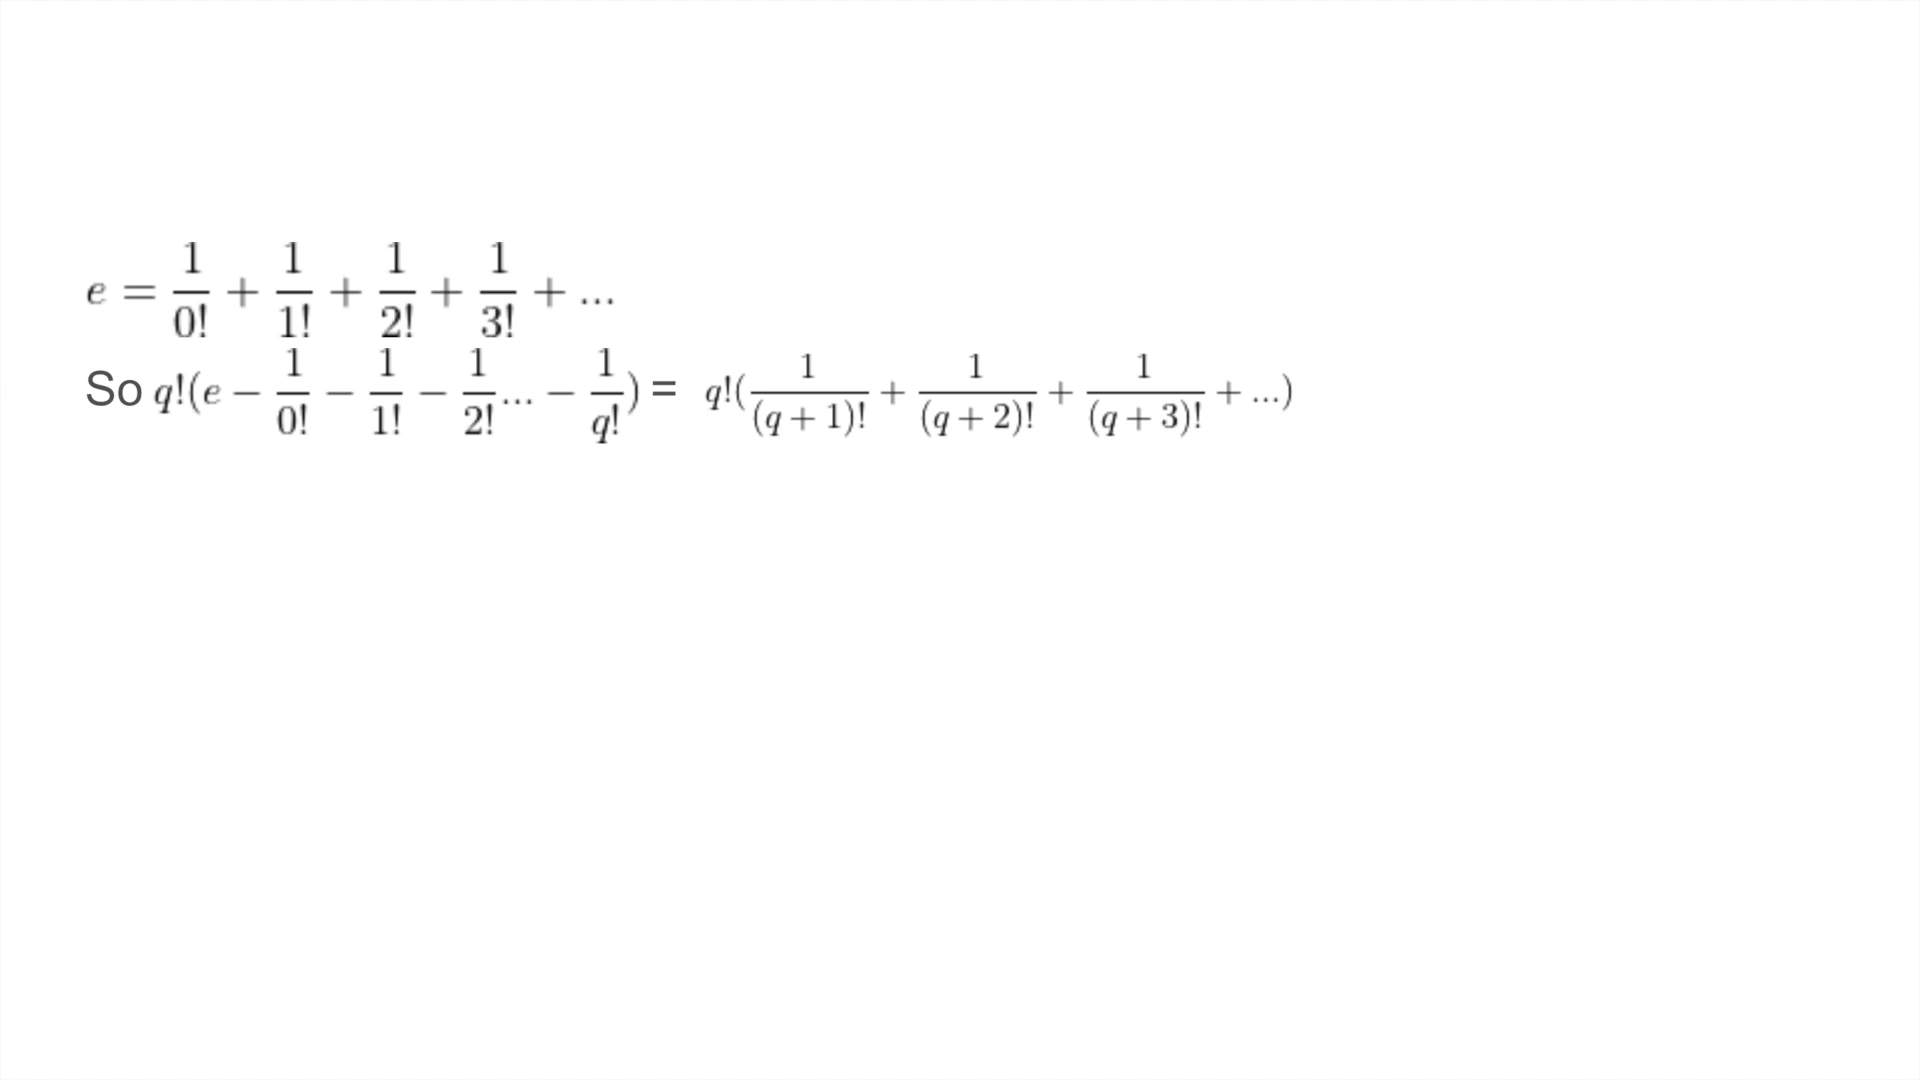 e = 1/0! + 1/1! + 1/2! + 1/3! + ...
So q!(e − 1/0! − 1/1! − 1/2!... − 1/q!) = q!(1/(q + 1)! + 1/(q + 2)! + 1/(q + 3)! + ...)